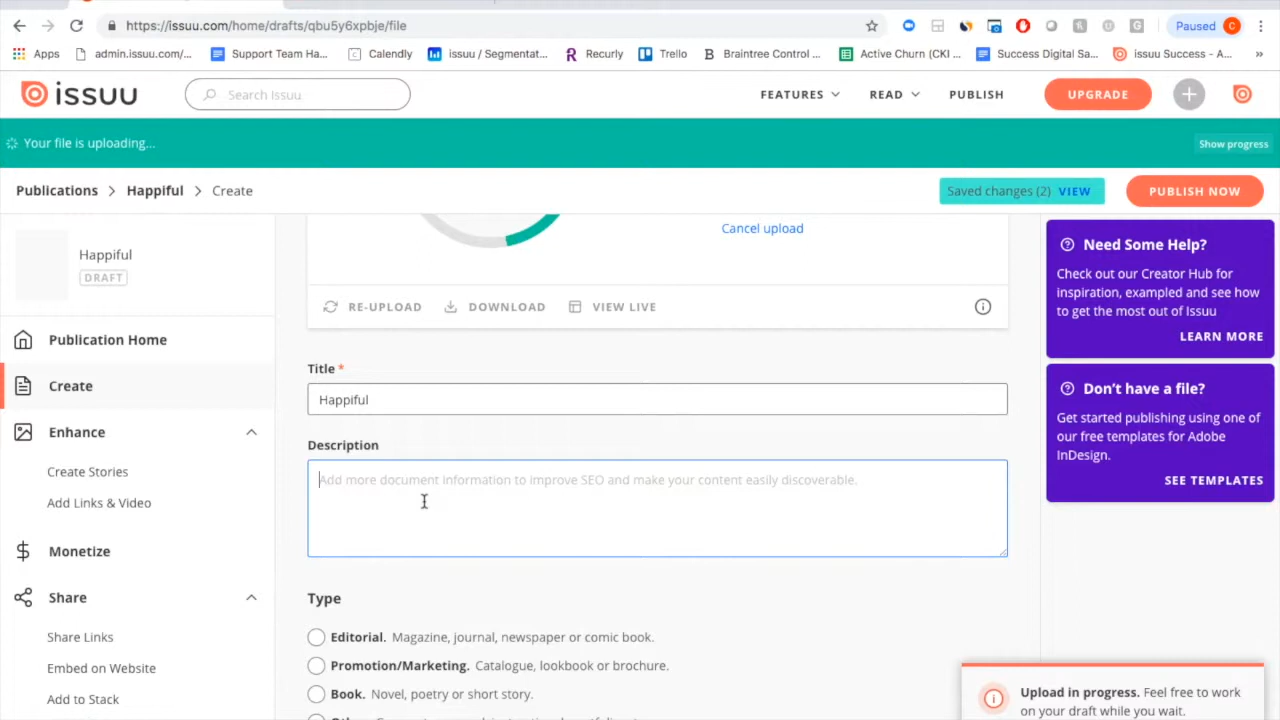 https://issuu.com/home/drafts/qbu5y6xpbje/file
Paused C
Apps admin.issuu.com/... Support Team Ha... Calendly issuu / Segmentat... Recurly Trello Braintree Control ... Active Churn (CKI ... Success Digital Sa... issuu Success - A... »
issuu Search Issuu FEATURES READ PUBLISH UPGRADE
Your file is uploading... Show progress
Publications > Happiful > Create Saved changes (2) VIEW PUBLISH NOW
Happiful
DRAFT
Publication Home
Create
Enhance
Create Stories
Add Links & Video
Monetize
Share
Share Links
Embed on Website
Add to Stack
Cancel upload
RE-UPLOAD DOWNLOAD VIEW LIVE
Title *
Happiful
Description
Add more document information to improve SEO and make your content easily discoverable.
Type
Editorial. Magazine, journal, newspaper or comic book.
Promotion/Marketing. Catalogue, lookbook or brochure.
Book. Novel, poetry or short story.
Need Some Help?
Check out our Creator Hub for
inspiration, exampled and see how
to get the most out of Issuu
LEARN MORE
Don't have a file?
Get started publishing using one of
our free templates for Adobe
InDesign.
SEE TEMPLATES
Upload in progress. Feel free to work
on your draft while you wait.